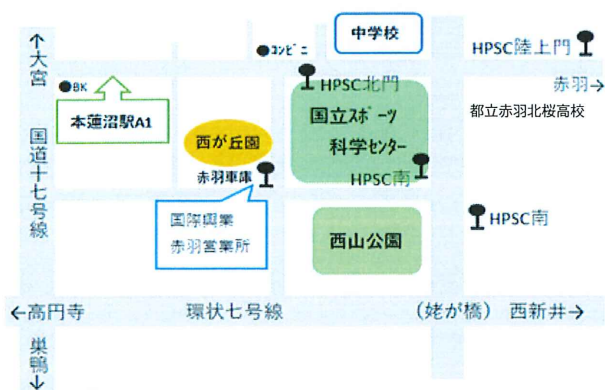 ↑大宮
●コンビニ
中学校
HPSC陸上門
●BK
HPSC北門
赤羽→
本蓮沼駅A1
国立スポーツ
科学センター
都立赤羽北桜高校
西が丘園
国道十七号線
赤羽車庫
HPSC南
国際興業
赤羽営業所
西山公園
HPSC南
←高円寺
環状七号線
(姥が橋)
西新井→
巣鴨↓